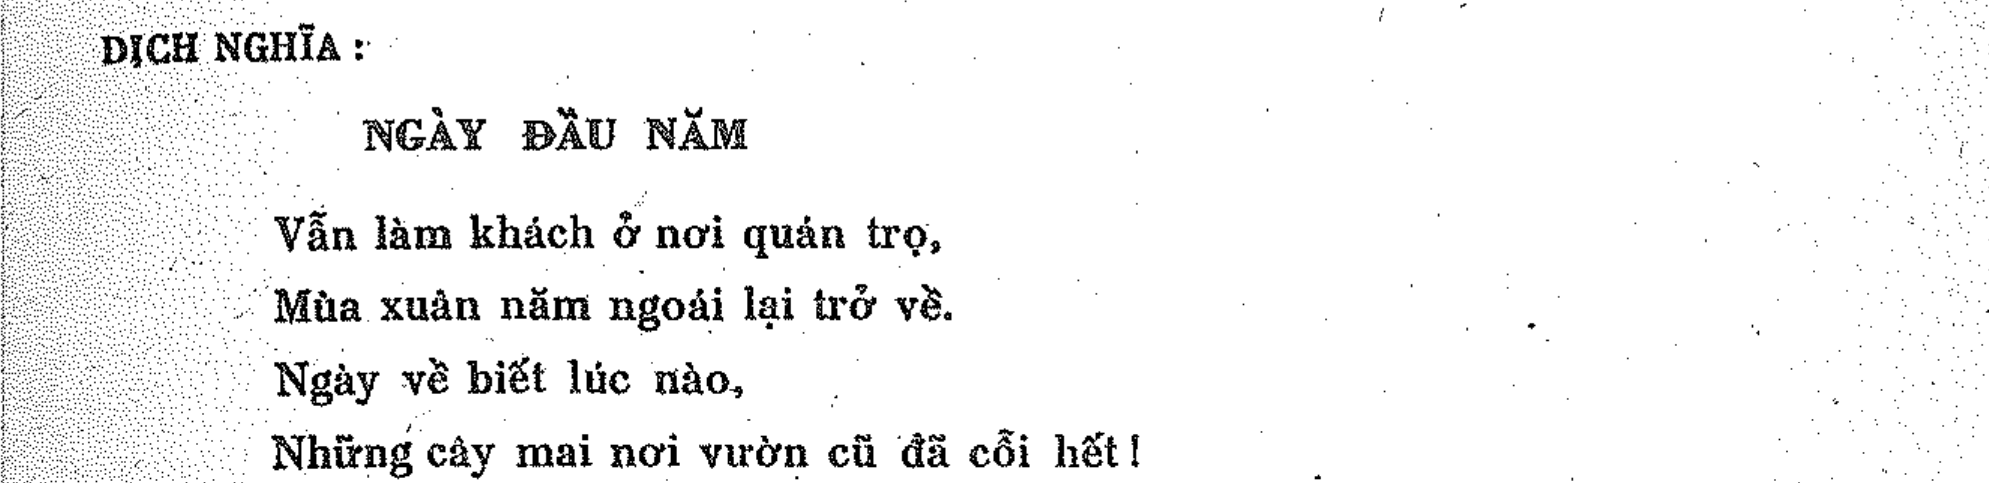 DỊCH NGHĨA :
NGÀY ĐẦU NĂM
Vẫn làm khách ở nơi quán trọ,
Mùa xuân năm ngoái lại trở về.
Ngày về biết lúc nào,
Những cây mai nơi vườn cũ đã cỗi hết !